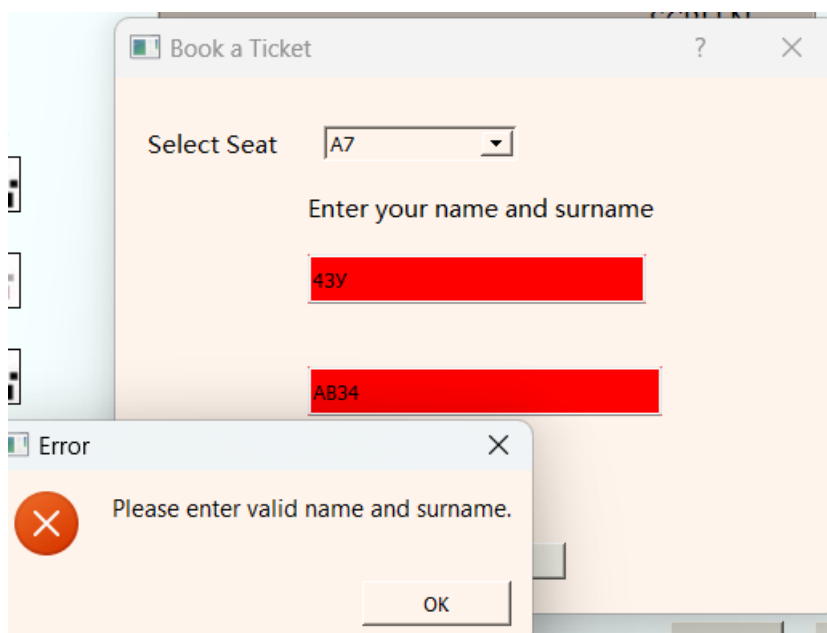 Book a Ticket
Select Seat A7
Enter your name and surname
43У
AB34
Error
Please enter valid name and surname.
OK